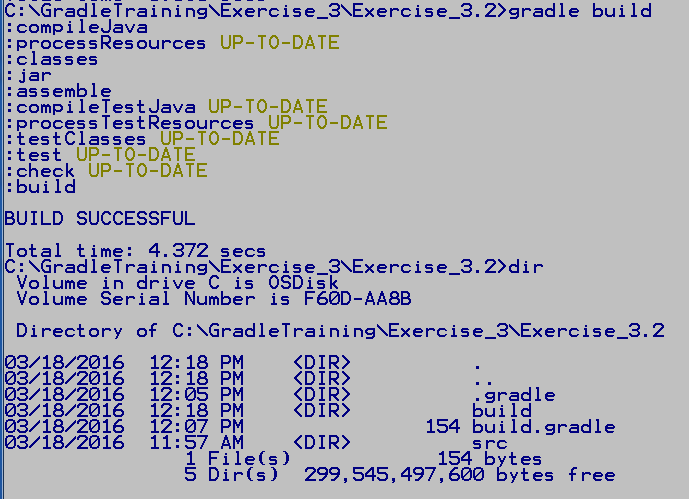 C:\GradleTraining\Exercise_3\Exercise_3.2>gradle build
:compileJava
:processResources UP-TO-DATE
:classes
:jar
:assemble
:compileTestJava UP-TO-DATE
:processTestResources UP-TO-DATE
:testClasses UP-TO-DATE
:test UP-TO-DATE
:check UP-TO-DATE
:build
BUILD SUCCESSFUL
Total time: 4.372 secs
C:\GradleTraining\Exercise_3\Exercise_3.2>dir
Volume in drive C is OSDisk
Volume Serial Number is F60D-AA8B
Directory of C:\GradleTraining\Exercise_3\Exercise_3.2
03/18/2016 12:18 PM <DIR> .
03/18/2016 12:18 PM <DIR> ..
03/18/2016 12:05 PM <DIR> .gradle
03/18/2016 12:18 PM <DIR> build
03/18/2016 12:07 PM 154 build.gradle
03/18/2016 11:57 AM <DIR> src
1 File(s) 154 bytes
5 Dir(s) 299,545,497,600 bytes free